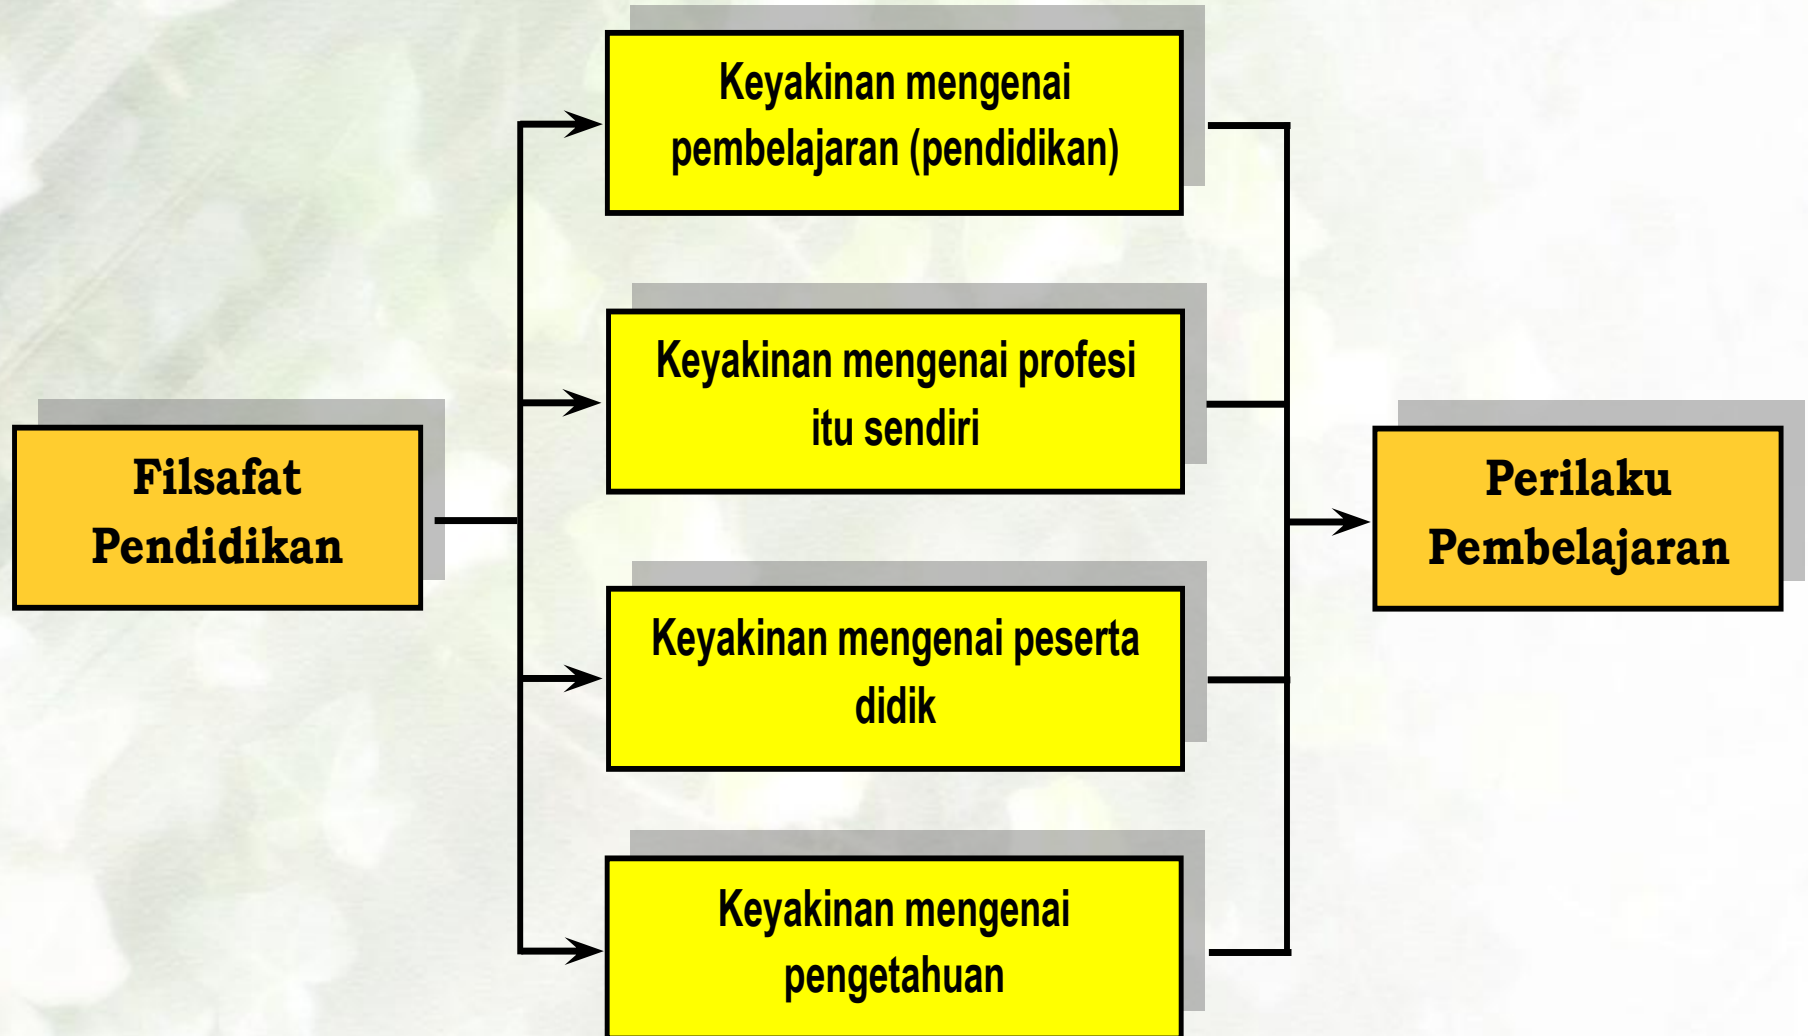 Keyakinan mengenai
pembelajaran (pendidikan)
Keyakinan mengenai profesi
itu sendiri
Filsafat
Pendidikan
Perilaku
Pembelajaran
Keyakinan mengenai peserta
didik
Keyakinan mengenai
pengetahuan